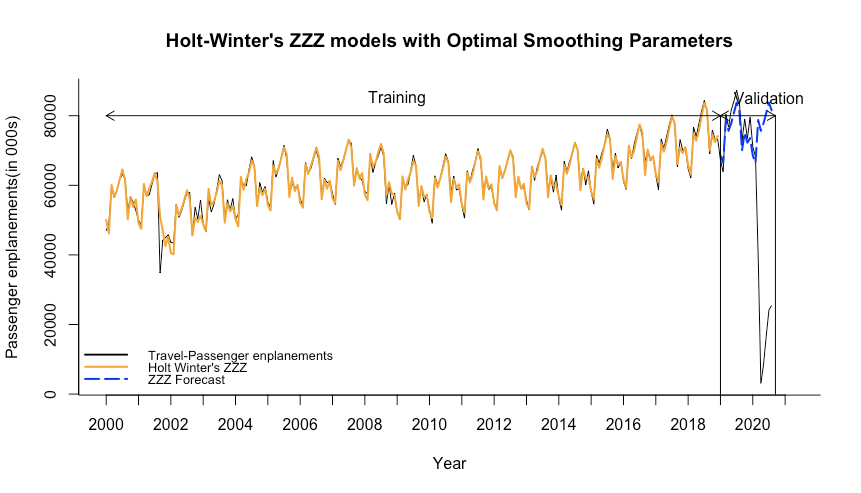 Holt-Winter's ZZZ models with Optimal Smoothing Parameters
Training
Validation
Passenger enplanements(in 000s)
80000
60000
40000
20000
0
Travel-Passenger enplanements
Holt Winter's ZZZ
ZZZ Forecast
2000 2002 2004 2006 2008 2010 2012 2014 2016 2018 2020
Year